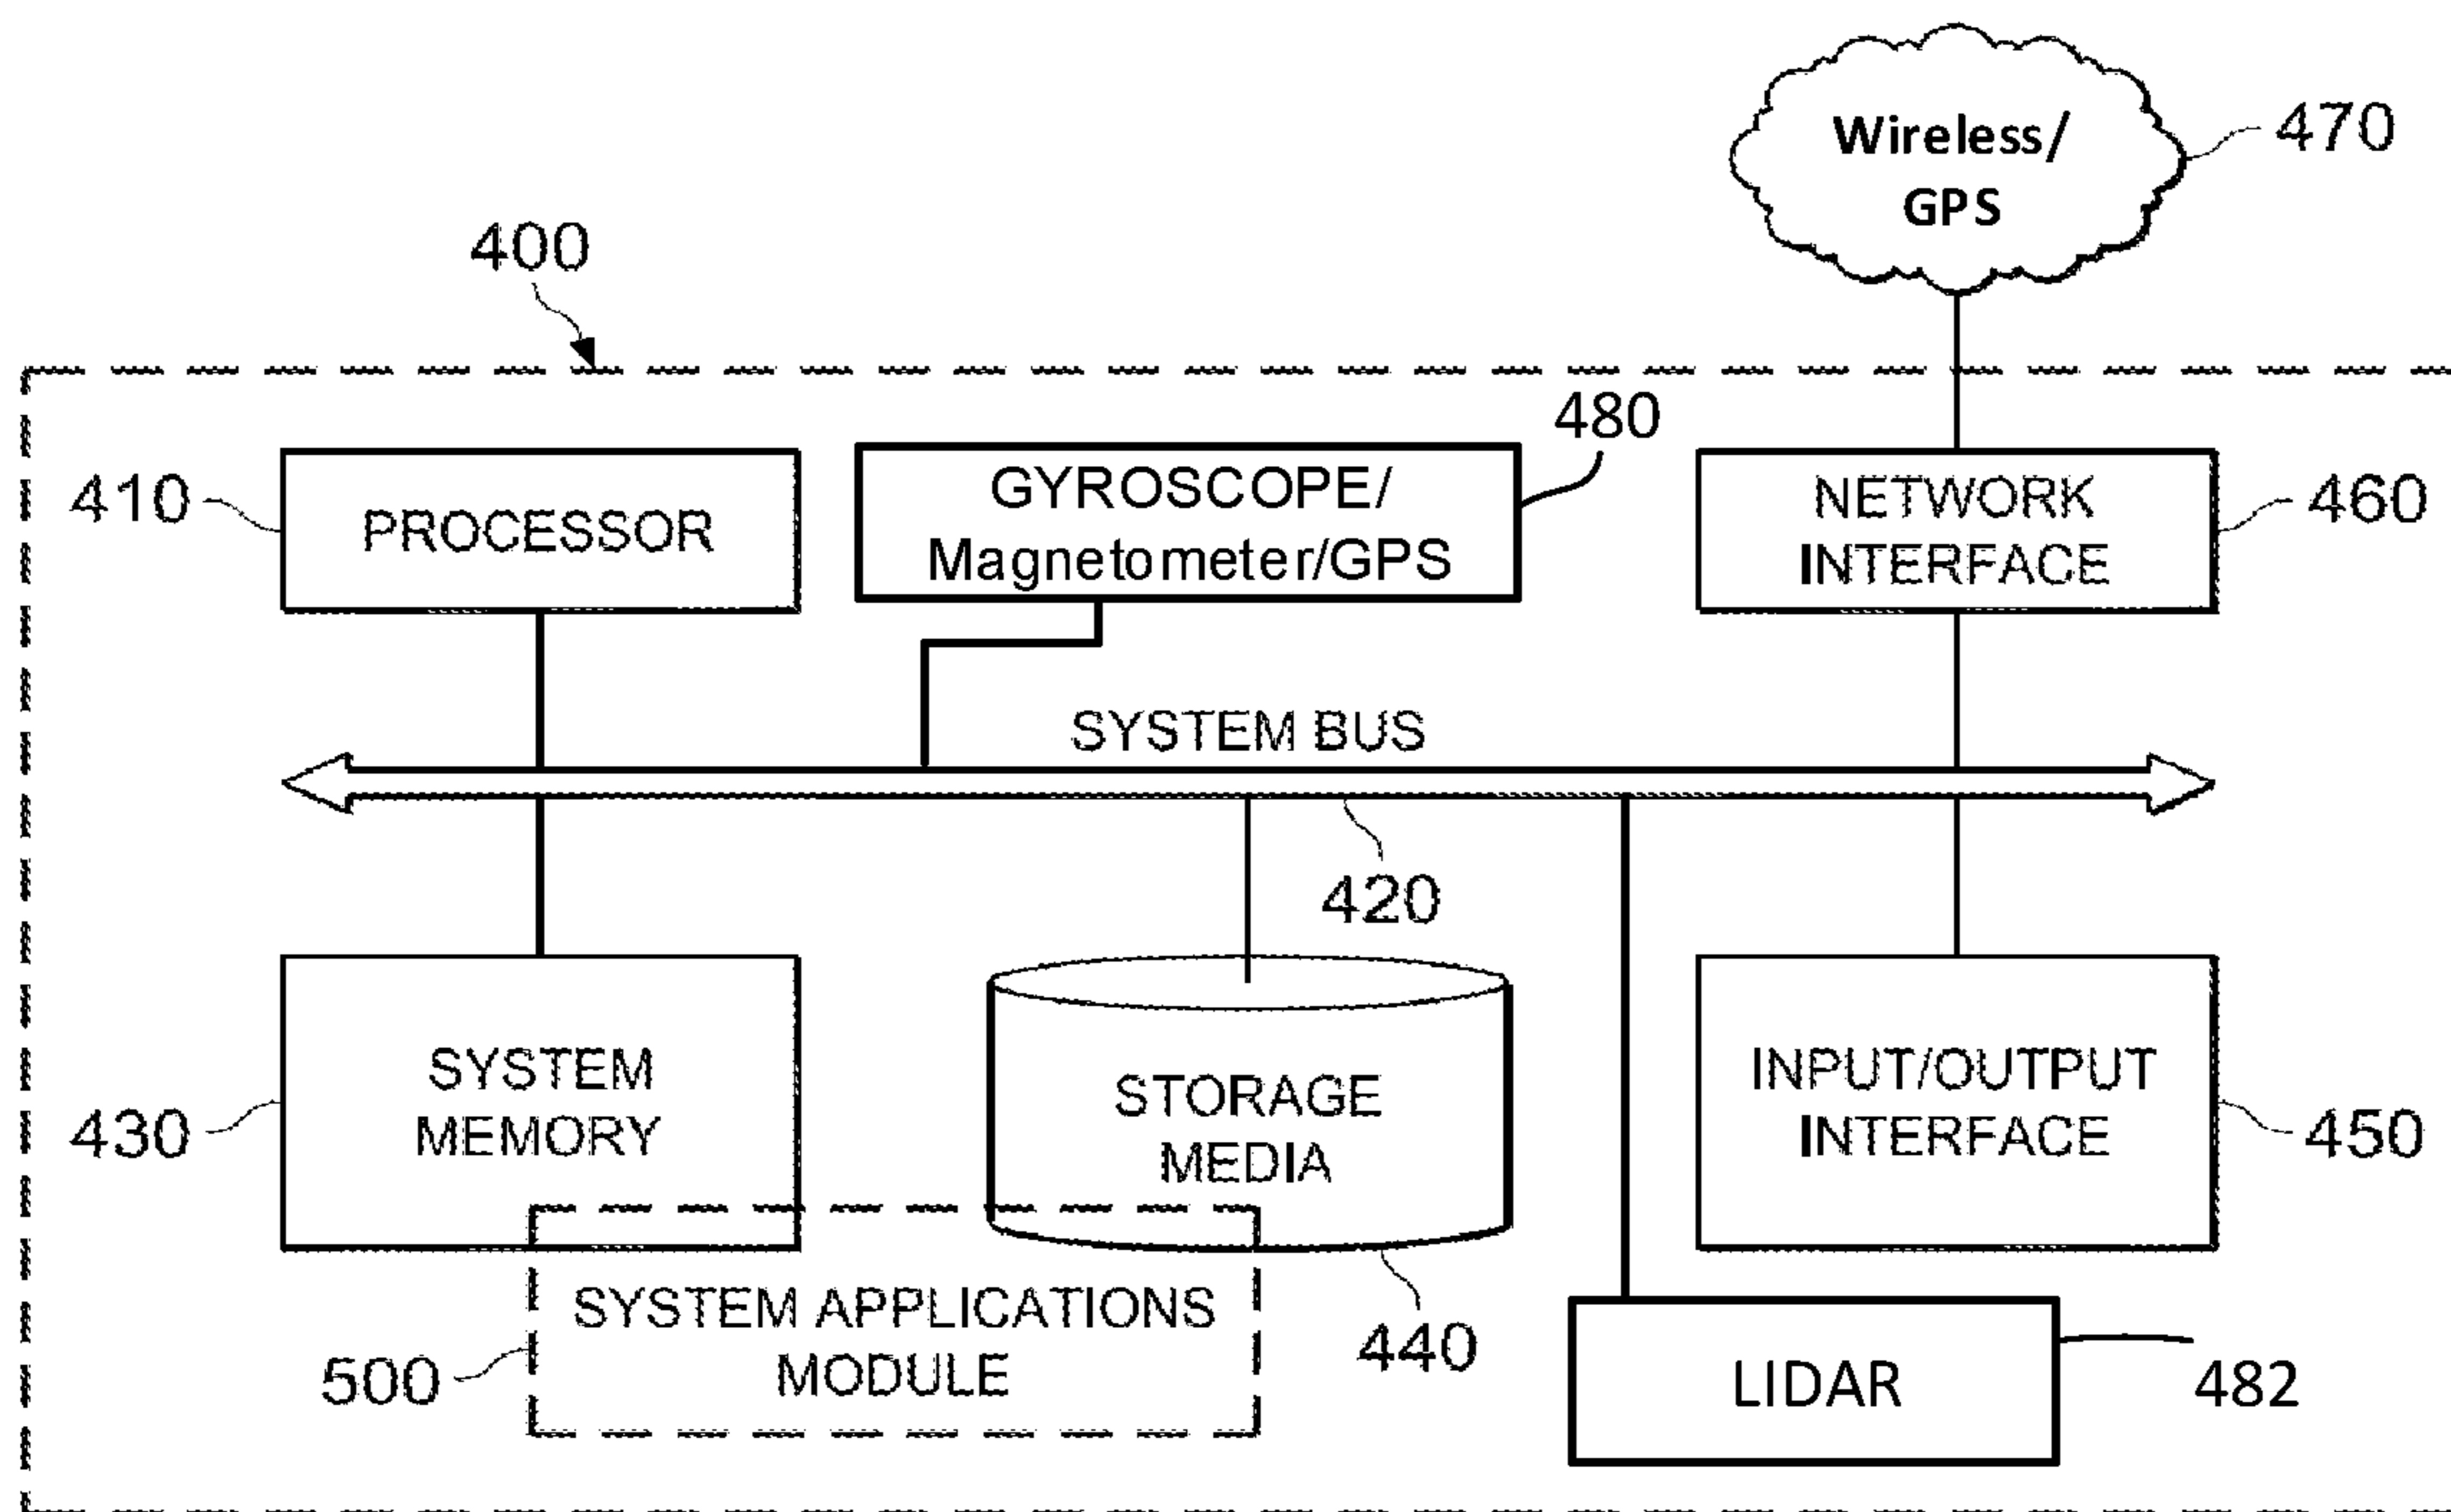 Wireless/
GPS
470
400
480
410
PROCESSOR
GYROSCOPE/
Magnetometer/GPS
NETWORK
INTERFACE
460
SYSTEM BUS
420
430
SYSTEM
MEMORY
STORAGE
MEDIA
INPUT/OUTPUT
INTERFACE
450
SYSTEM APPLICATIONS
MODULE
500
440
LIDAR
482